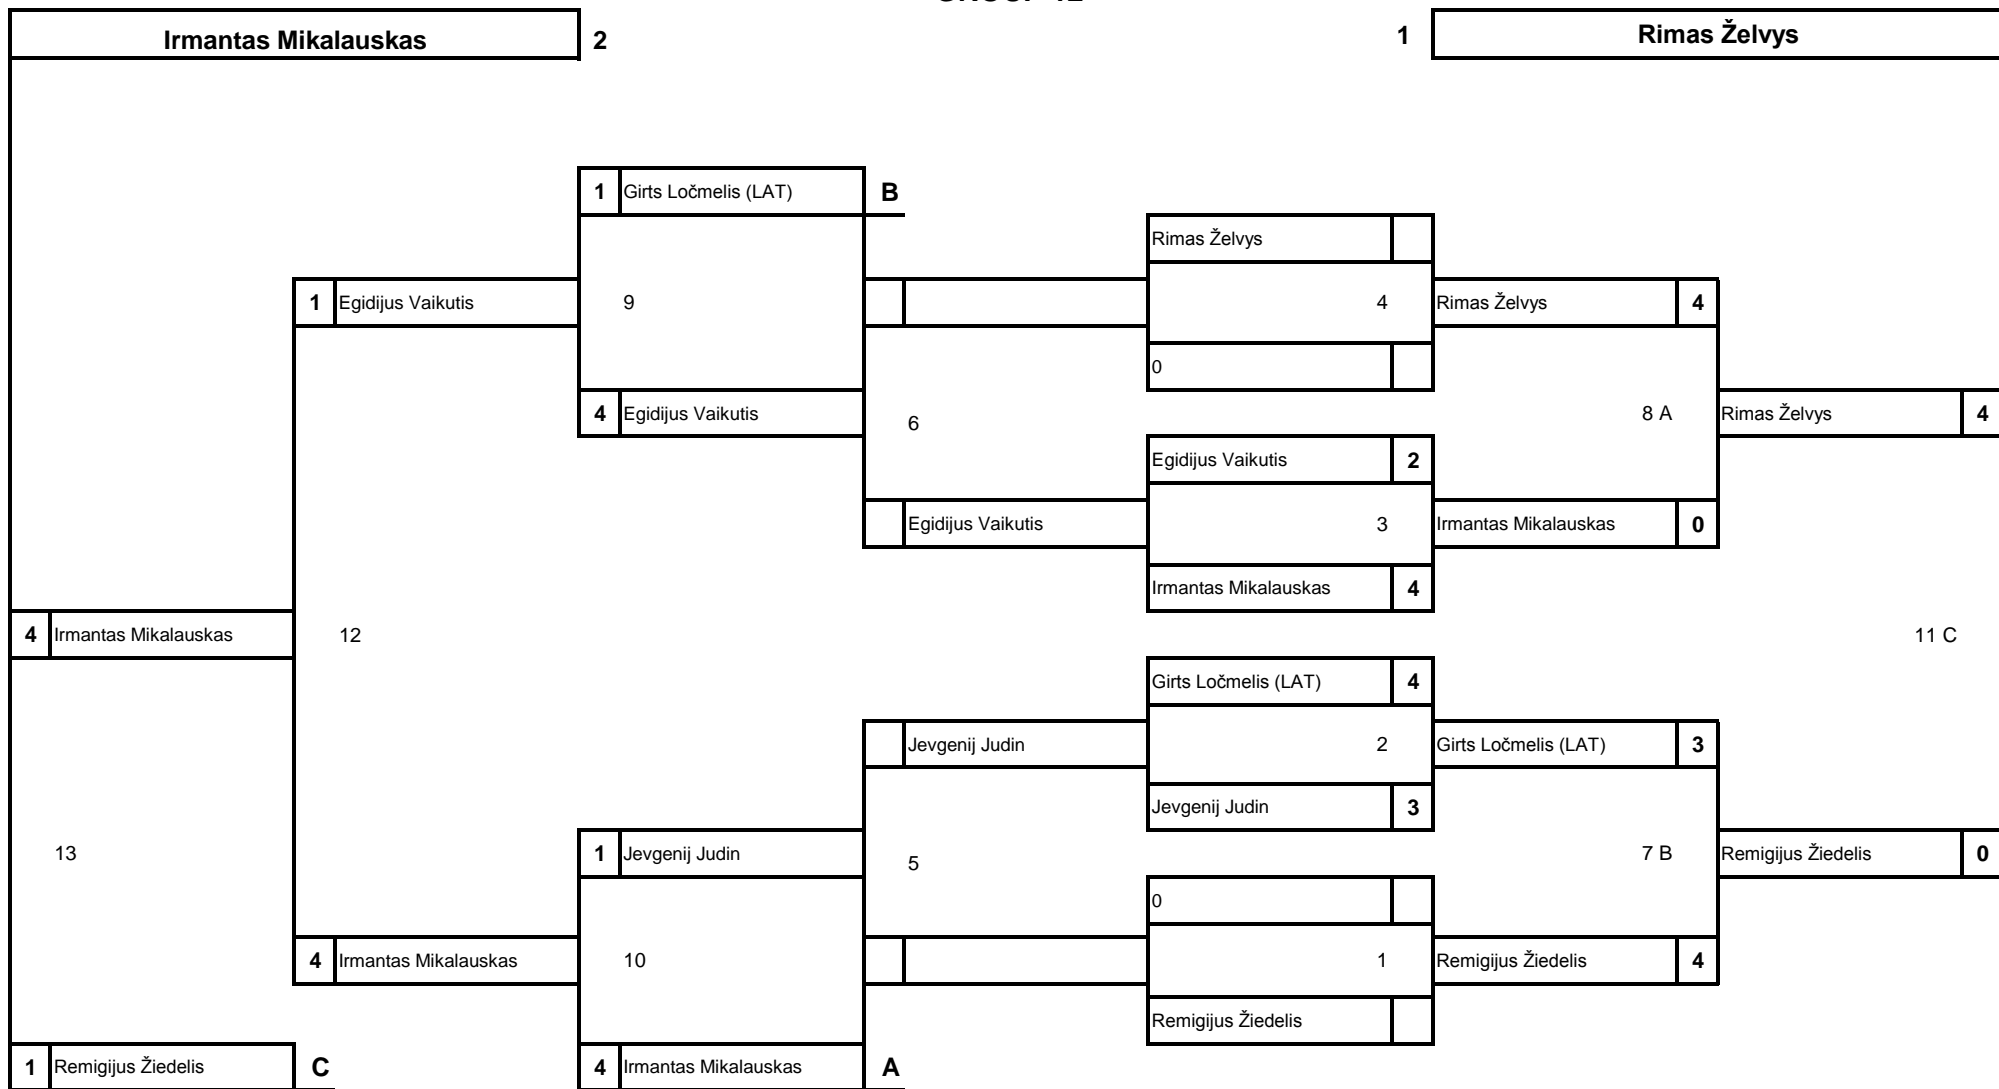 Irmantas Mikalauskas 2 1 Rimas Želvys
1 Girts Ločmelis (LAT) B
Rimas Želvys
1 Egidijus Vaikutis 9 4 Rimas Želvys 4
0
4 Egidijus Vaikutis 6 8 A Rimas Želvys 4
Egidijus Vaikutis 2
Egidijus Vaikutis 3 Irmantas Mikalauskas 0
Irmantas Mikalauskas 4
4 Irmantas Mikalauskas 12 11 C
Girts Ločmelis (LAT) 4
Jevgenij Judin 2 Girts Ločmelis (LAT) 3
Jevgenij Judin 3
13 1 Jevgenij Judin 5 7 B Remigijus Žiedelis 0
0
4 Irmantas Mikalauskas 10 1 Remigijus Žiedelis 4
Remigijus Žiedelis
1 Remigijus Žiedelis C 4 Irmantas Mikalauskas A